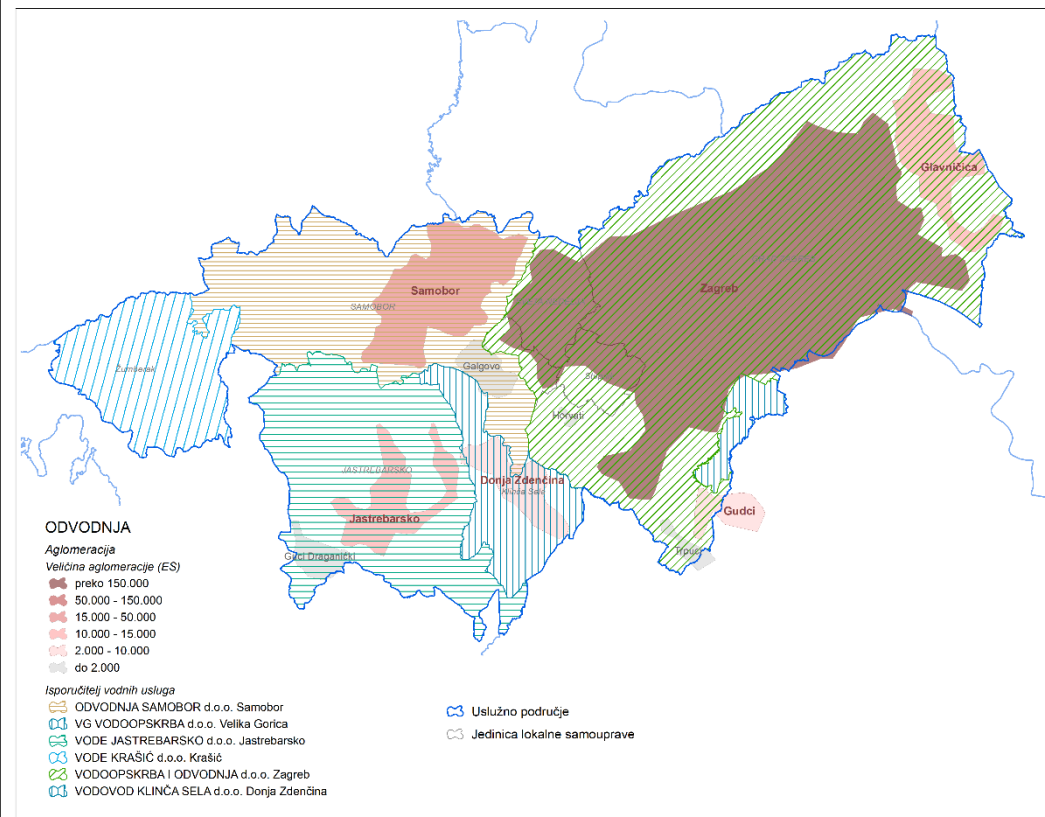 Glavničica
Samobor
Zagreb
SAMOBOR
Galgovo
Žumberak
Horvati
JASTREBARSKO
Donja Zdenčina
Klinča Sela
Jastrebarsko
Gudci
Trpuci
Goli Draganički
ODVODNJA
Aglomeracija
Veličina aglomeracije (ES)
preko 150.000
50.000 - 150.000
15.000 - 50.000
10.000 - 15.000
2.000 - 10.000
do 2.000
Isporučitelj vodnih usluga
ODVODNJA SAMOBOR d.o.o. Samobor
VG VODOOPSKRBA d.o.o. Velika Gorica
VODE JASTREBARSKO d.o.o. Jastrebarsko
VODE KRAŠIĆ d.o.o. Krašić
VODOOPSKRBA I ODVODNJA d.o.o. Zagreb
VODOVOD KLINČA SELA d.o.o. Donja Zdenčina
Uslužno područje
Jedinica lokalne samouprave